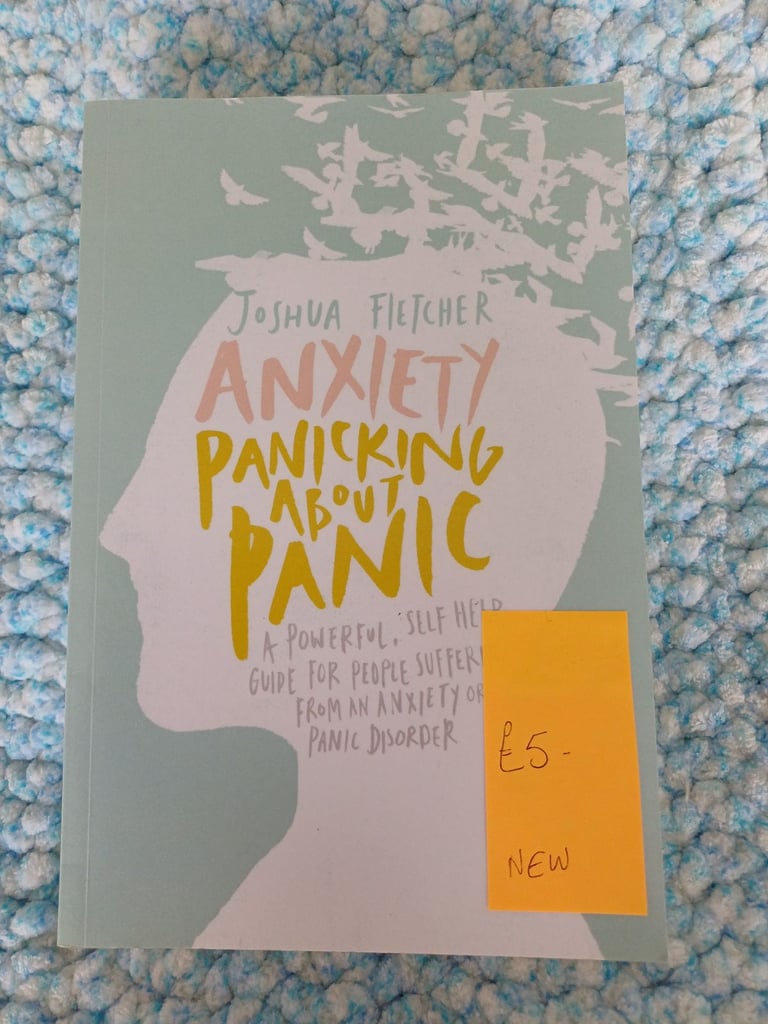 JOSHUA FLETCHER
ANXIETY
PANICKING
ABOUT
PANIC
A POWERFUL, SELF HELP
GUIDE FOR PEOPLE
FROM AN ANXIETY OR
PANIC DISORDER
£5-
NEW